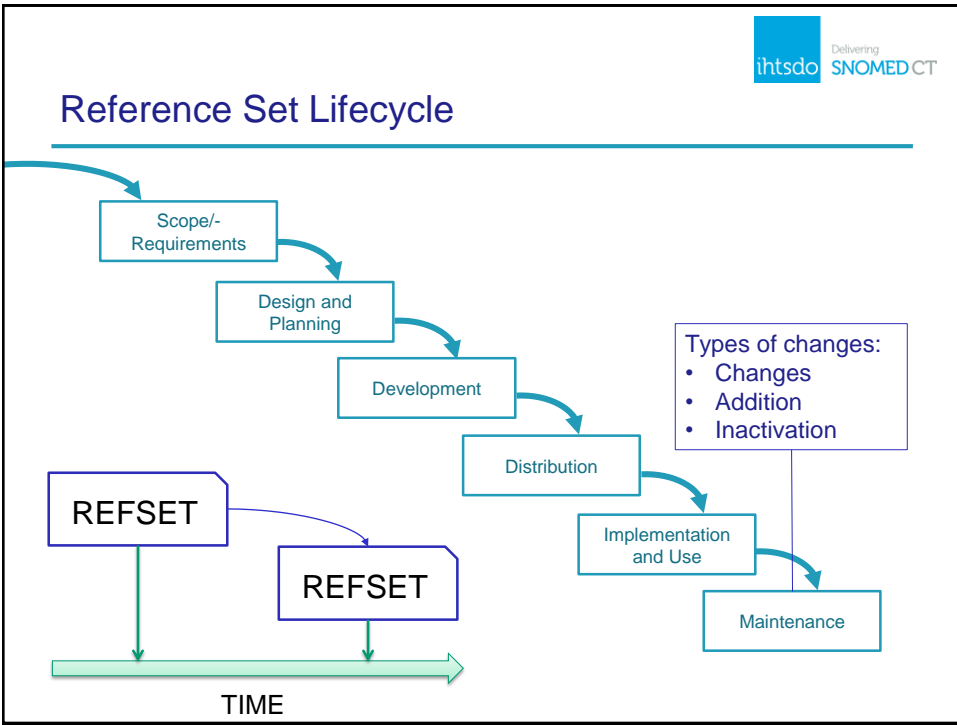 ihtsdo
Delivering
SNOMED CT
Reference Set Lifecycle
Scope/-
Requirements
Design and
Planning
Development
Distribution
Implementation
and Use
Maintenance
Types of changes:
• Changes
• Addition
• Inactivation
REFSET
REFSET
TIME